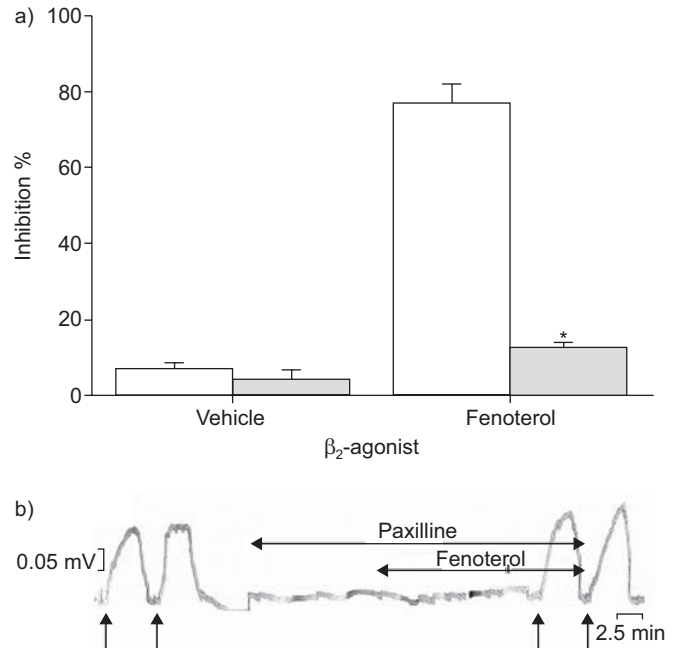 a)
100
80
60
40
20
0
Inhibition %
*
Vehicle
Fenoterol
β2-agonist
b)
Paxilline
Fenoterol
0.05 mV
2.5 min